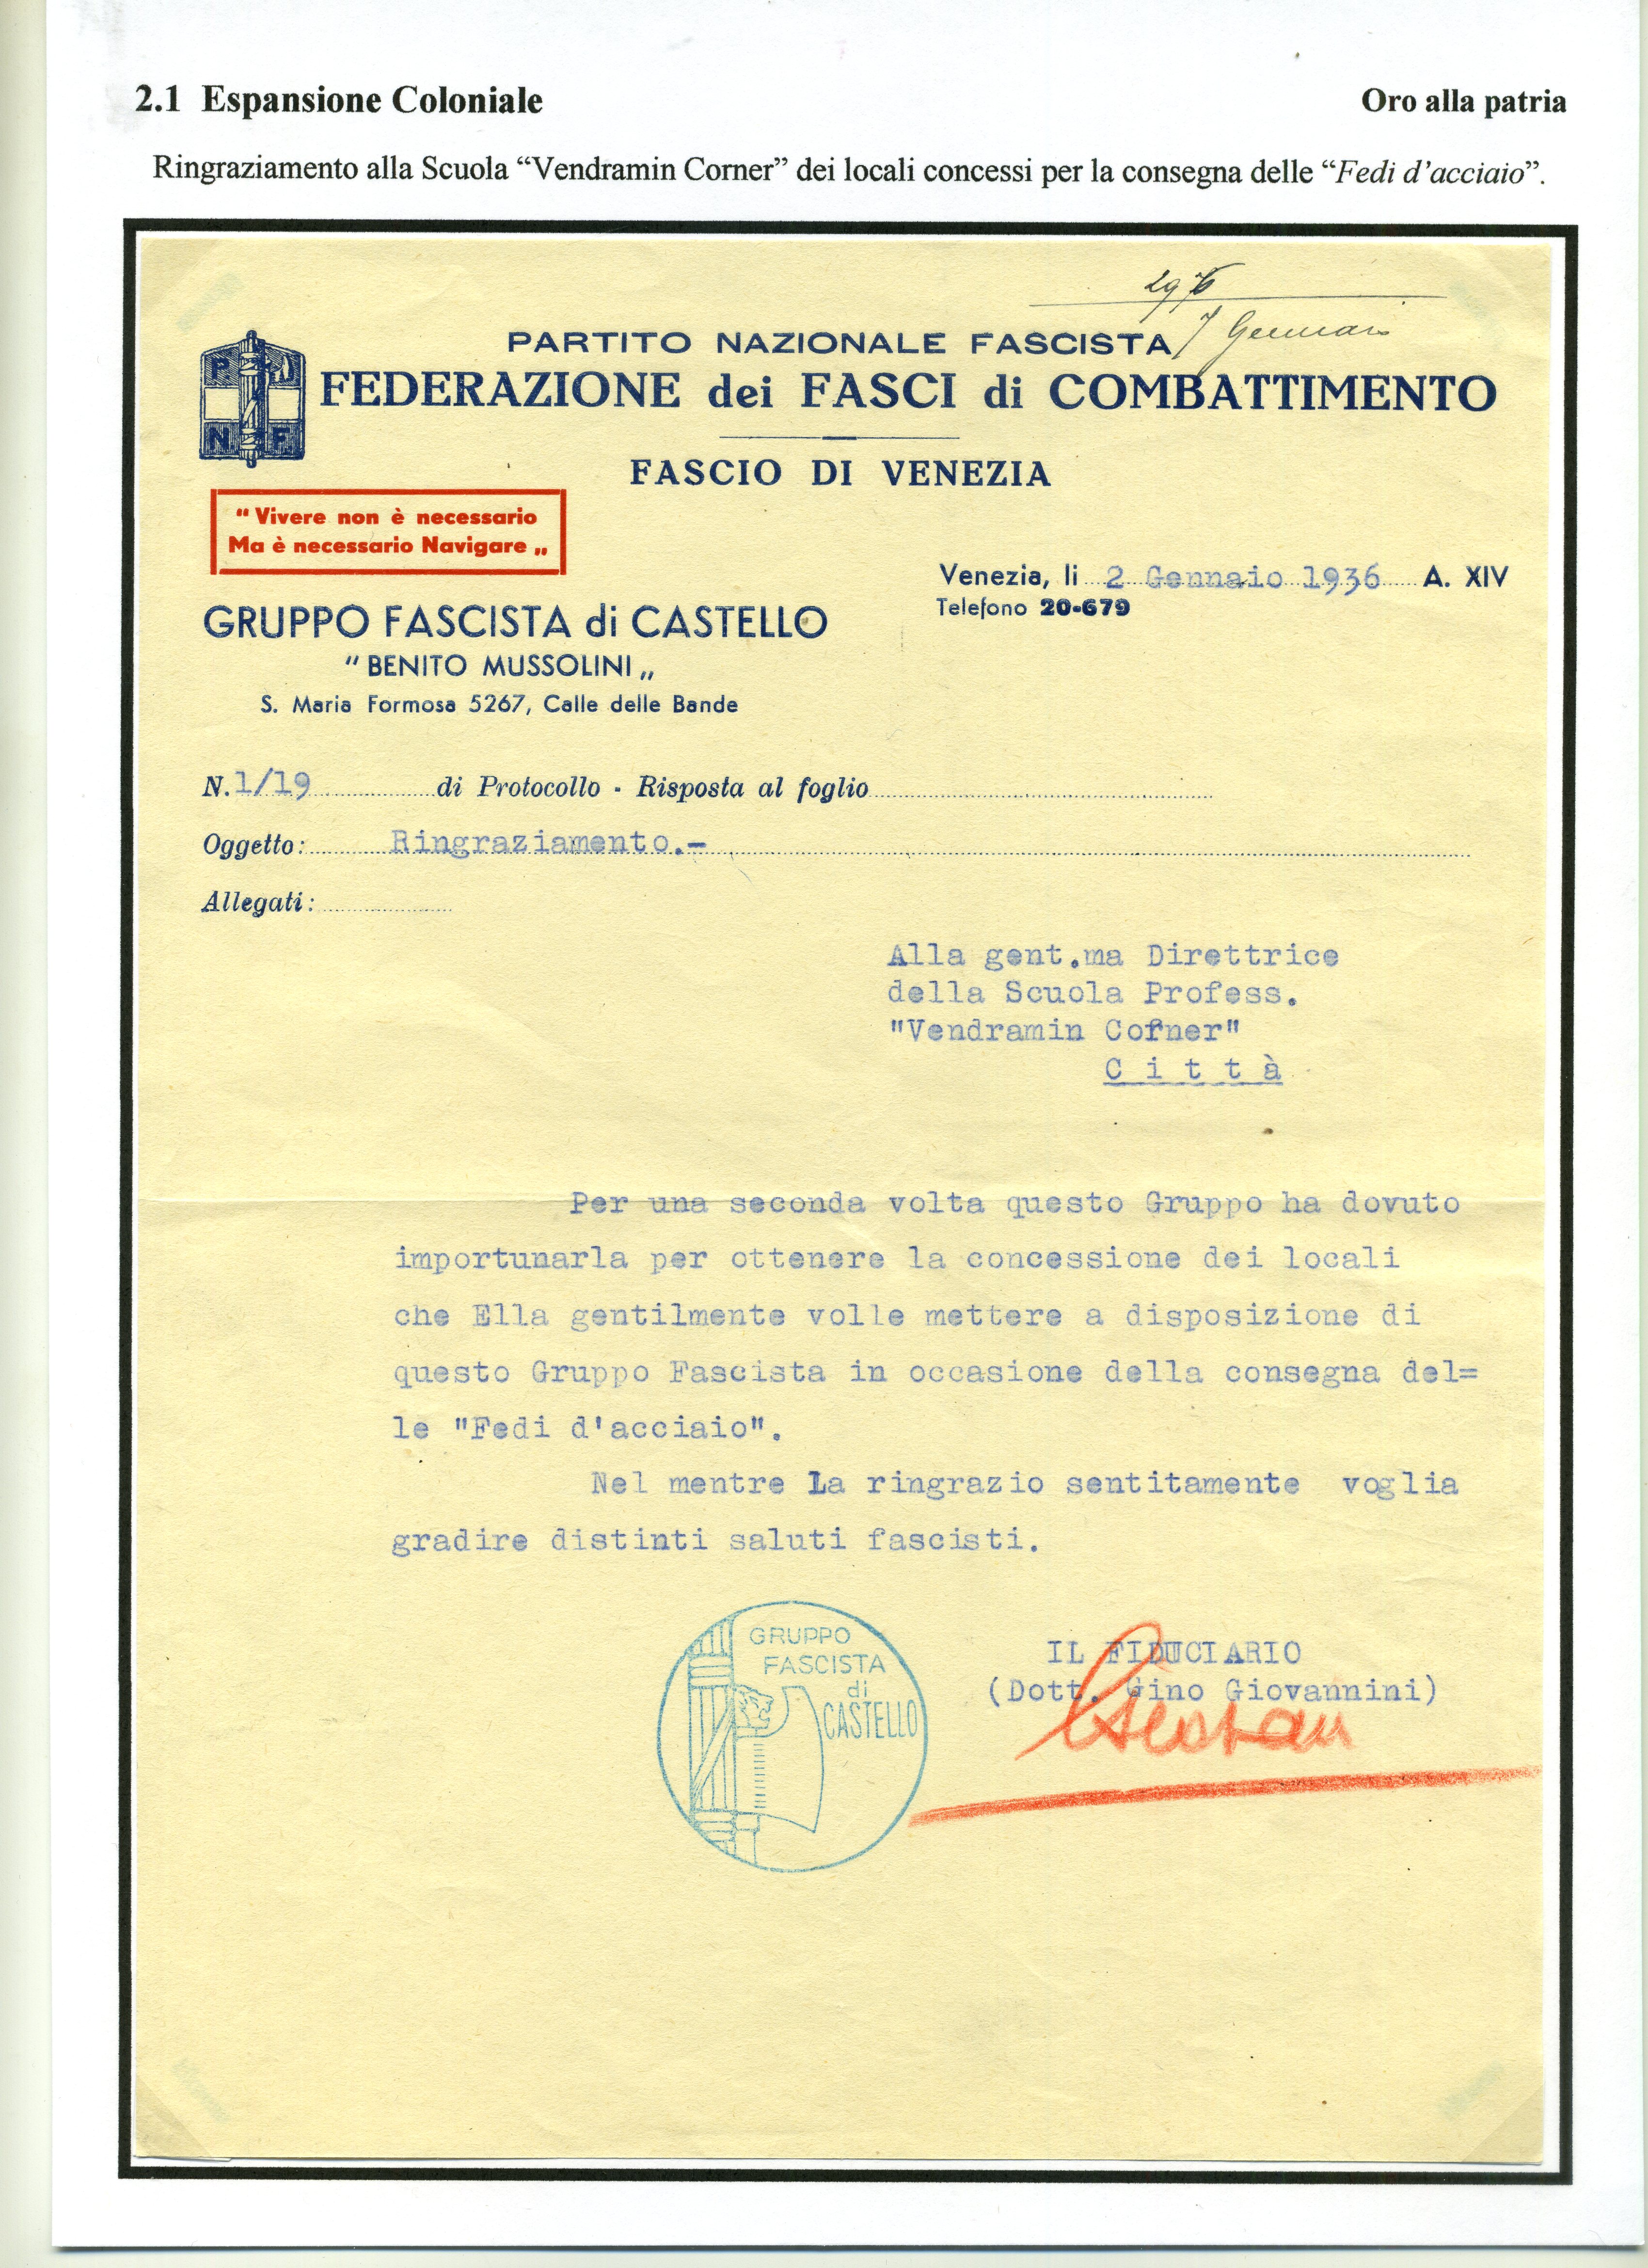 2.1 Espansione Coloniale
Oro alla patria
Ringraziamento alla Scuola “Vendramin Corner” dei locali concessi per la consegna delle “Fedi d’acciaio”.
7 Gennaio
P N F
PARTITO NAZIONALE FASCISTA
FEDERAZIONE dei FASCI di COMBATTIMENTO
FASCIO DI VENEZIA
“ Vivere non è necessario
Ma è necessario Navigare „
Venezia, li 2 Gennaio 1936 A. XIV
Telefono 20-679
GRUPPO FASCISTA di CASTELLO
“ BENITO MUSSOLINI „
S. Maria Formosa 5267, Calle delle Bande
N. 1/19 di Protocollo - Risposta al foglio
Oggetto: Ringraziamento.-
Allegati:
Alla gent.ma Direttrice
della Scuola Profess.
"Vendramin Corner"
C i t t à
Per una seconda volta questo Gruppo ha dovuto
importunarla per ottenere la concessione dei locali
che Ella gentilmente volle mettere a disposizione di
questo Gruppo Fascista in occasione della consegna del=
le "Fedi d'acciaio".
Nel mentre La ringrazio sentitamente voglia
gradire distinti saluti fascisti.
GRUPPO
FASCISTA
di
CASTELLO
IL FIDUCIARIO
(Dott. Gino Giovannini)